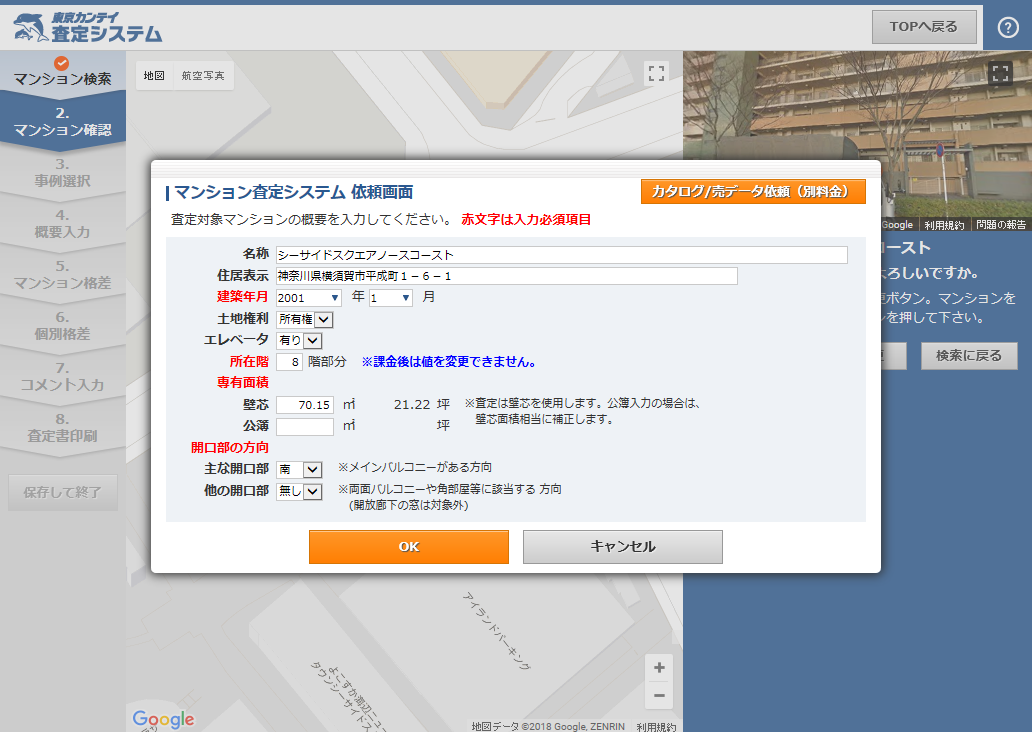 東京カンテイ
査定システム
TOPへ戻る
?
マンション検索
2.
マンション確認
3.
事例選択
4.
概要入力
5.
マンション格差
6.
個別格差
7.
コメント入力
8.
査定書印刷
保存して終了
地図 航空写真
Google 利用規約 問題の報告
コースト
よろしいですか。
更ボタン。マンションを
ンを押して下さい。
検索に戻る
マンション査定システム 依頼画面
カタログ/売データ依頼（別料金）
査定対象マンションの概要を入力してください。 赤文字は入力必須項目
名称 シーサイドスクエアノースコースト
住居表示 神奈川県横須賀市平成町１－６－１
建築年月 2001 年 1 月
土地権利 所有権
エレベータ 有り
所在階 8 階部分 ※課金後は値を変更できません。
専有面積
壁芯 70.15 ㎡ 21.22 坪 ※査定は壁芯を使用します。公簿入力の場合は、
壁芯面積相当に補正します。
公簿 ㎡ 坪
開口部の方向
主な開口部 南 ※メインバルコニーがある方向
他の開口部 無し ※両面バルコニーや角部屋等に該当する 方向
(開放廊下の窓は対象外)
OK キャンセル
アイランドパーキング
よこすか海辺ニュー
タウンシーサイドス
+
−
Google
地図データ ©2018 Google, ZENRIN 利用規約